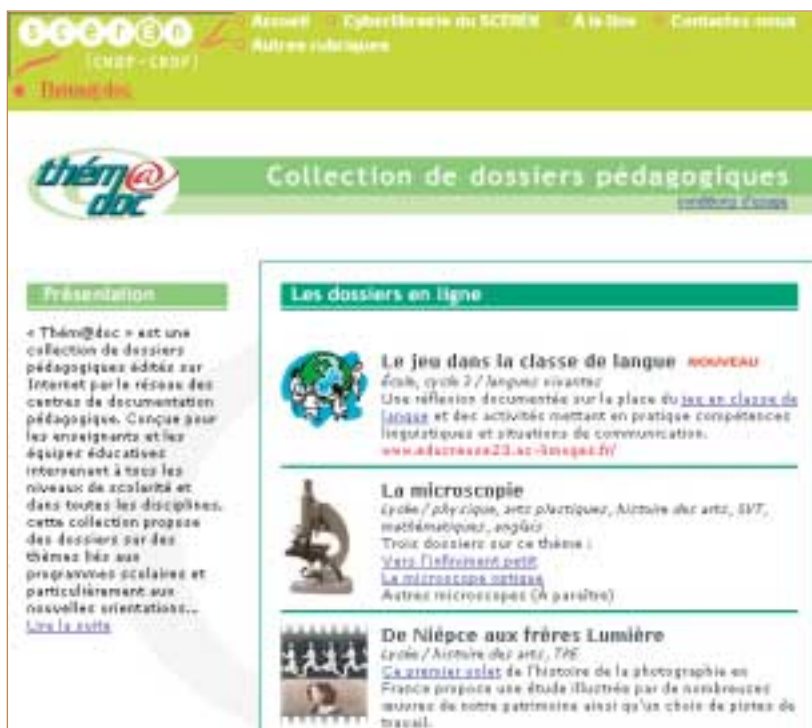 scérén
[CNDP-CRDP]
Accueil Cyberlibrairie du SCÉRÉN À la Une Contactez-nous
Autres rubriques
Thém@doc
thém@
doc
Collection de dossiers pédagogiques
conditions d'usage
Présentation
« Thém@doc » est une
collection de dossiers
pédagogiques édités sur
Internet par le réseau des
centres de documentation
pédagogique. Conçue pour
les enseignants et les
équipes éducatives
intervenant à tous les
niveaux de scolarité et
dans toutes les disciplines,
cette collection propose
des dossiers sur des
thèmes liés aux
programmes scolaires et
particulièrement aux
nouvelles orientations...
Lire la suite
Les dossiers en ligne
Le jeu dans la classe de langue NOUVEAU
École, cycle 3 / langues vivantes
Une réflexion documentée sur la place du jeu en classe de
langue et des activités mettant en pratique compétences
linguistiques et situations de communication.
www.educreuse23.ac-limoges.fr/
La microscopie
Lycée / physique, arts plastiques, histoire des arts, SVT,
mathématiques, anglais
Trois dossiers sur ce thème :
Vers l'infiniment petit
Le microscope optique
Autres microscopes (À paraître)
De Niépce aux frères Lumière
Lycée / histoire des arts, TPE
Ce premier volet de l'histoire de la photographie en
France propose une étude illustrée par de nombreuses
œuvres de notre patrimoine ainsi qu'un choix de pistes de
travail.